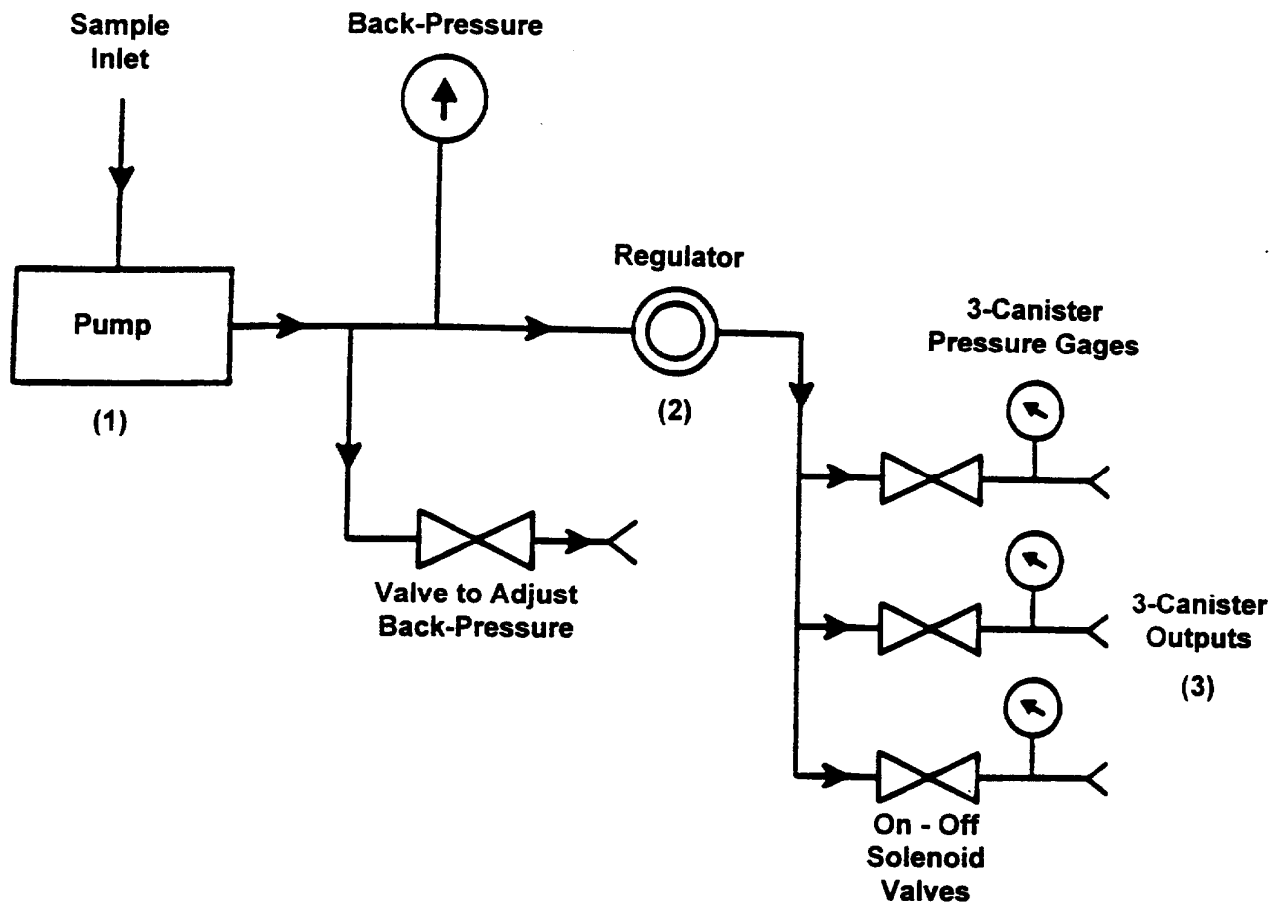 Sample
Inlet
Back-Pressure
Pump
(1)
Regulator
(2)
3-Canister
Pressure Gages
Valve to Adjust
Back-Pressure
3-Canister
Outputs
(3)
On - Off
Solenoid
Valves